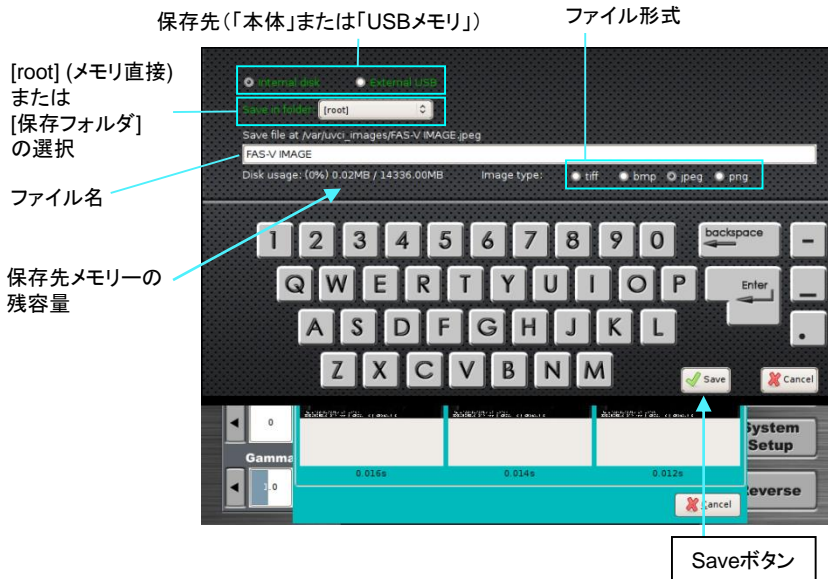 保存先(「本体」または「USBメモリ」)
ファイル形式
[root] (メモリ直接)
または
[保存フォルダ]
の選択
Internal disk External USB
Save in folder: [root]
Save file at /var/uvci_images/FAS-V IMAGE.jpeg
FAS-V IMAGE
ファイル名
Disk usage: (0%) 0.02MB / 14336.00MB Image type: tiff bmp jpeg png
保存先メモリーの
残容量
1 2 3 4 5 6 7 8 9 0 backspace -
Q W E R T Y U I O P Enter _
A S D F G H J K L .
Z X C V B N M
Save Cancel
0
System
Setup
Gamma
0.016s 0.014s 0.012s
Cancel
Saveボタン